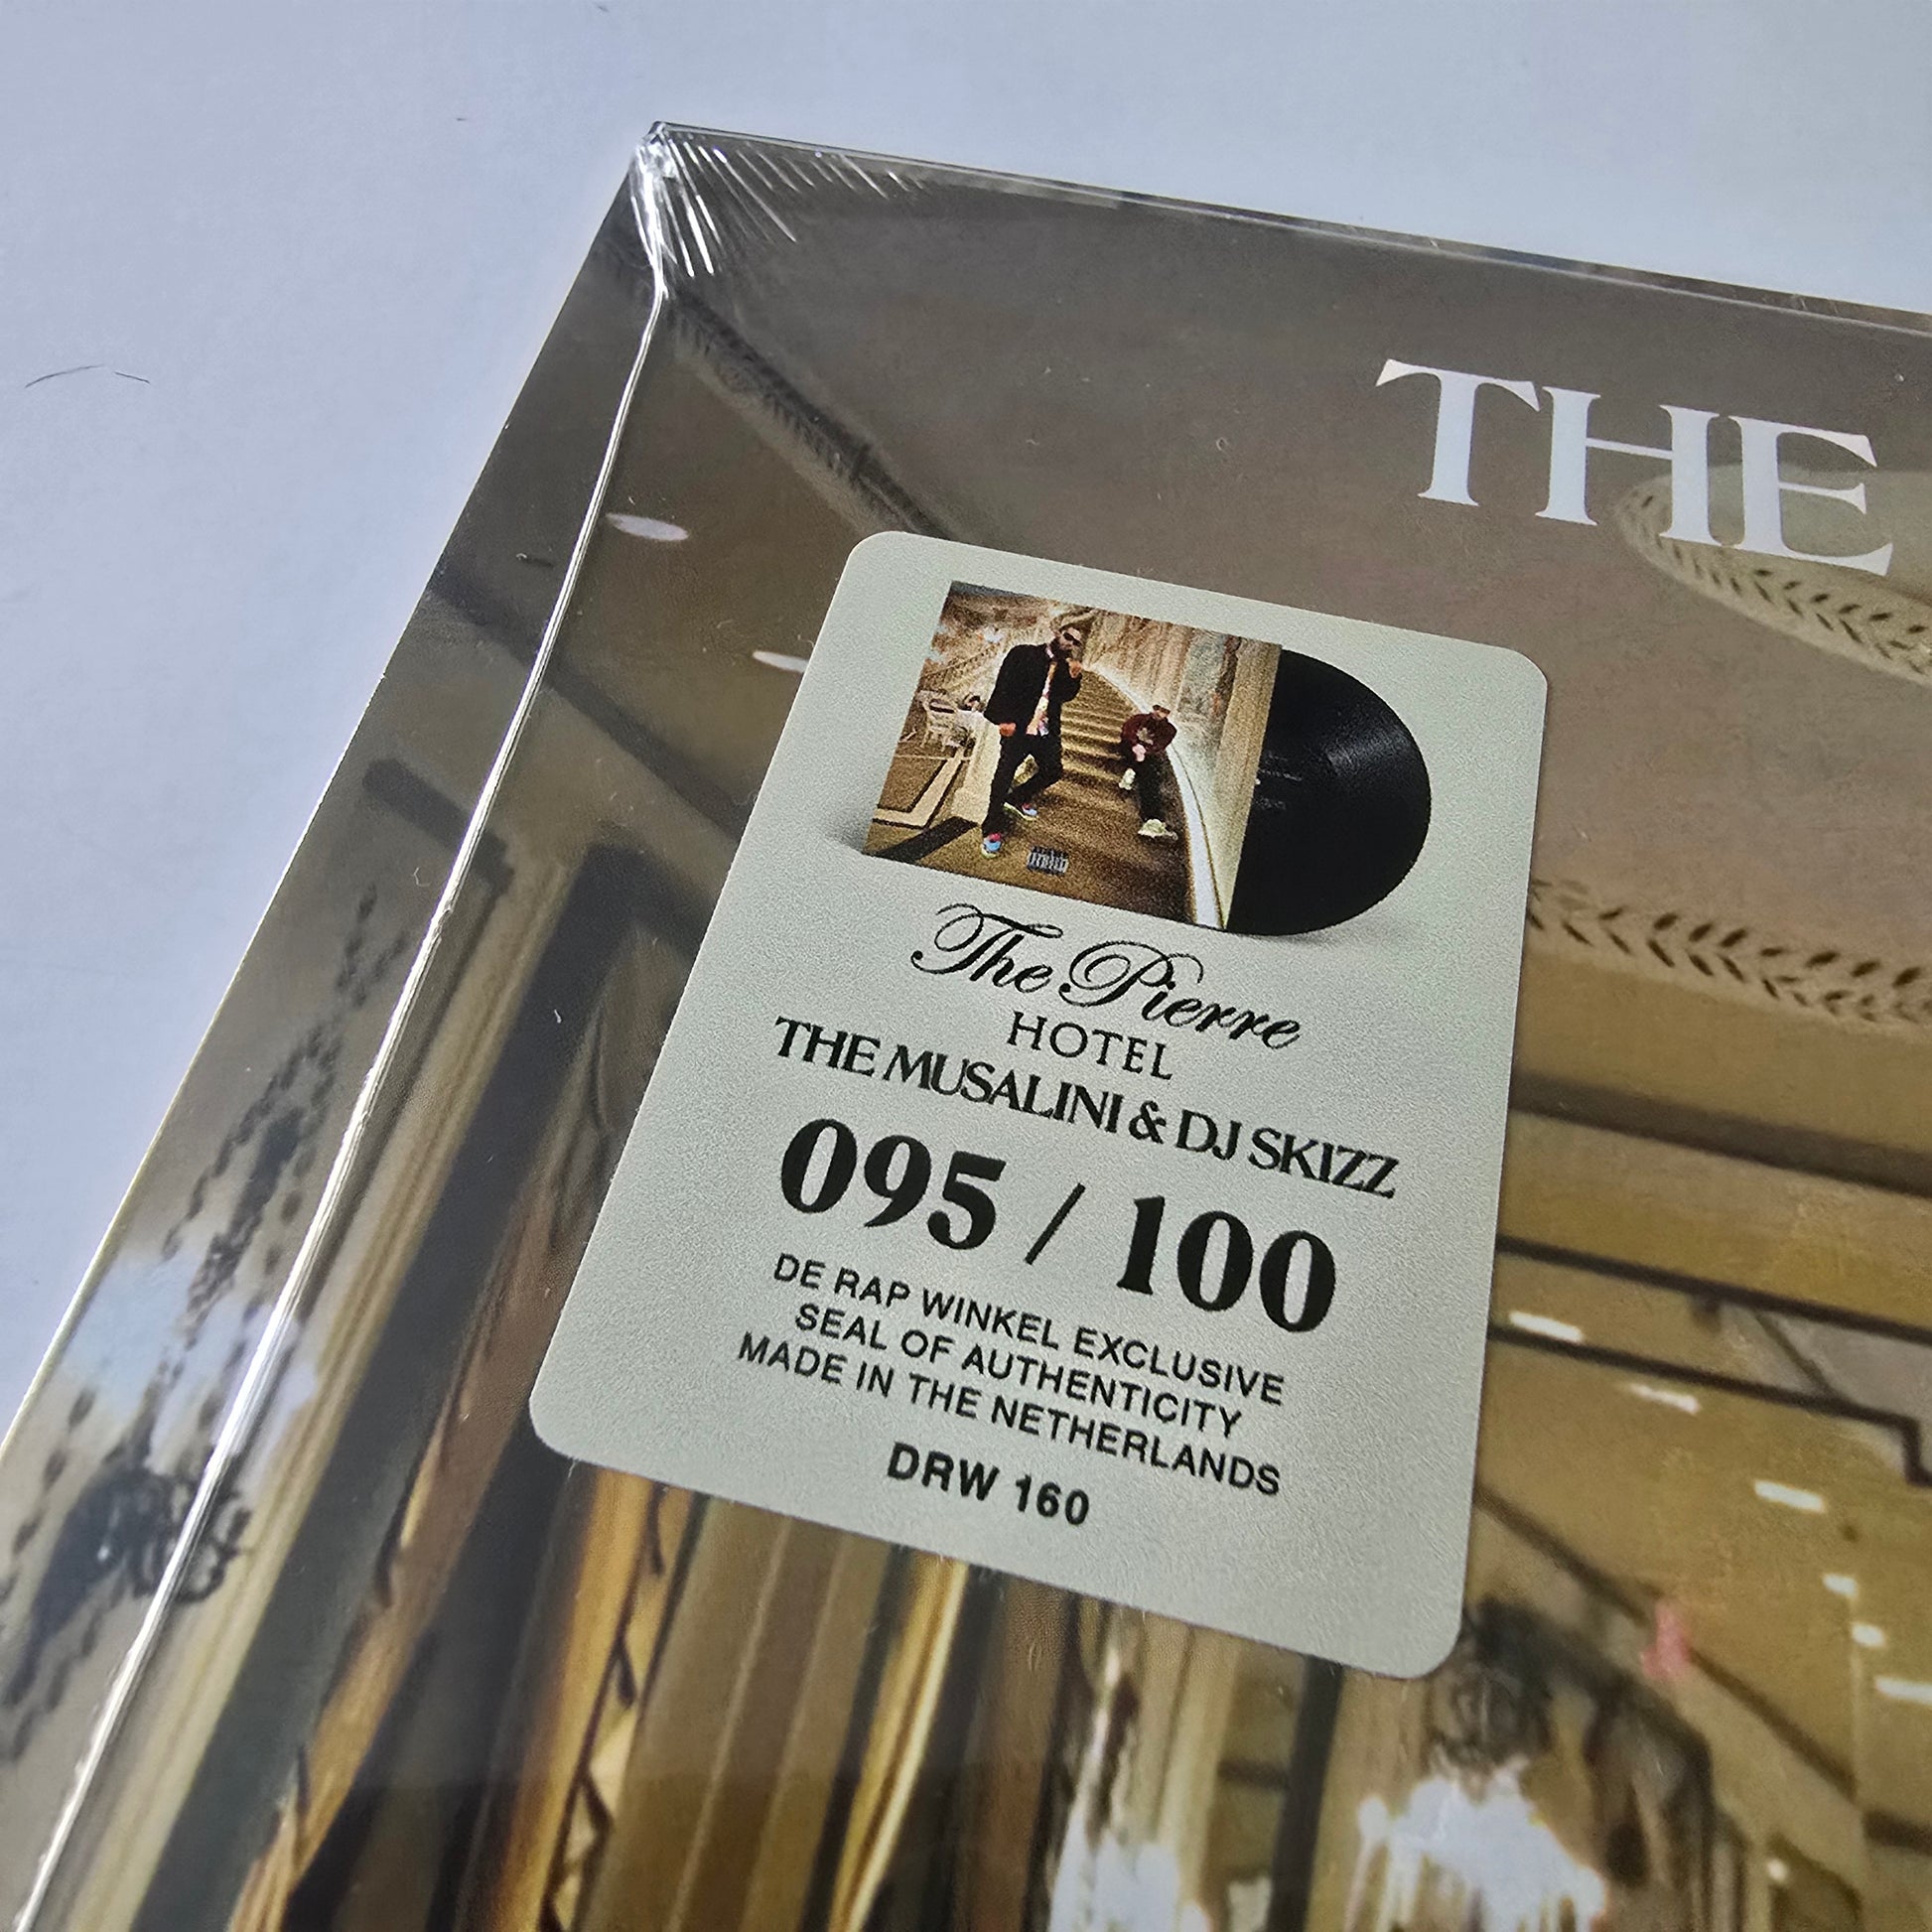 THE
The Pierre
HOTEL
THE MUSALINI & DJ SKIZZ
095 / 100
DE RAP WINKEL EXCLUSIVE
SEAL OF AUTHENTICITY
MADE IN THE NETHERLANDS
DRW 160